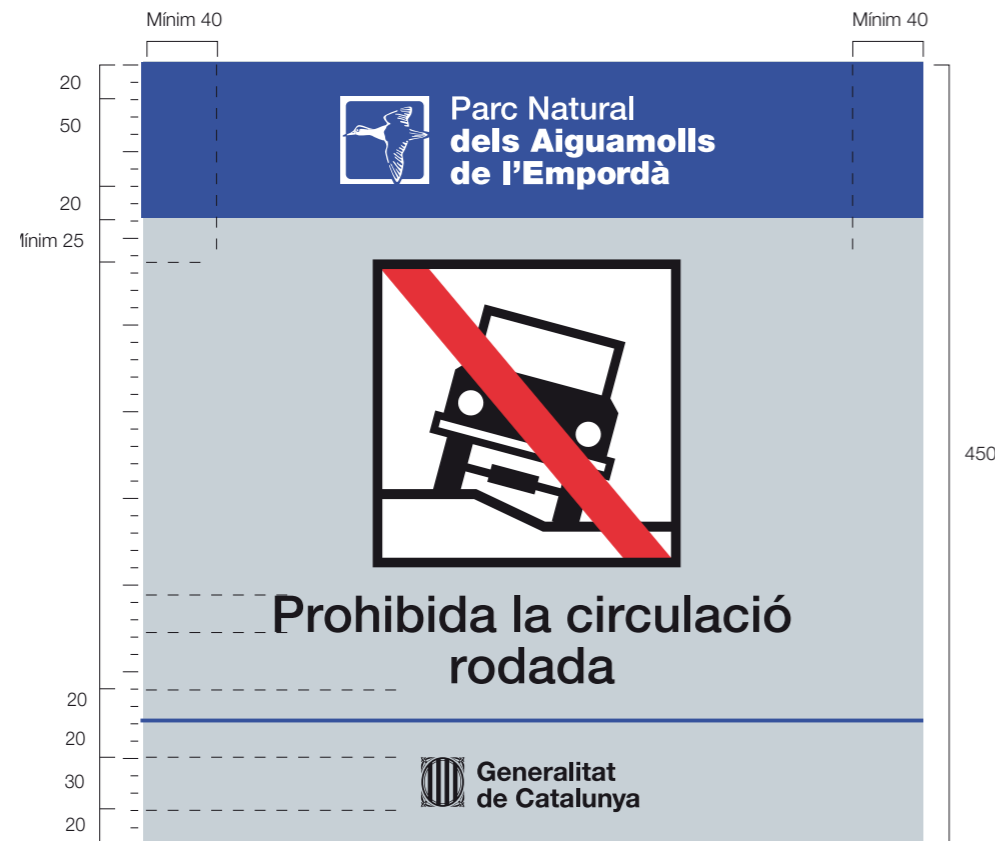 Mínim 40
Mínim 40
20
50
20
Mínim 25
Parc Natural
dels Aiguamolls
de l'Empordà
450
Prohibida la circulació
rodada
20
20
30
20
Generalitat
de Catalunya